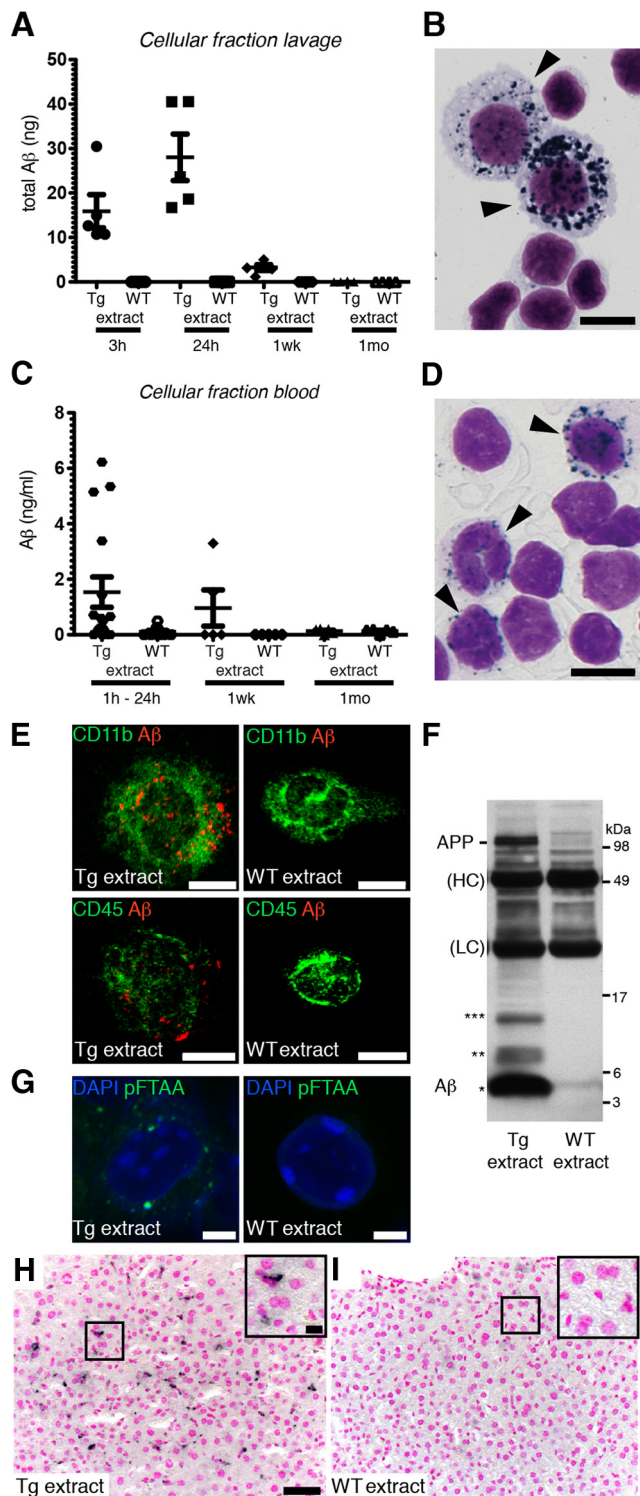 A
Cellular fraction lavage
total Aβ (ng)
50
40
30
20
10
0
Tg WT Tg WT Tg WT Tg WT
extract extract extract extract
3h 24h 1wk 1mo
B
C
Cellular fraction blood
Aβ (ng/ml)
8
6
4
2
0
Tg WT Tg WT Tg WT
extract extract extract
1h - 24h 1wk 1mo
D
E
CD11b Aβ
Tg extract
CD11b Aβ
WT extract
CD45 Aβ
Tg extract
CD45 Aβ
WT extract
F
kDa
APP
98
(HC)
49
(LC)
17
***
**
6
Aβ *
3
Tg WT
extract extract
G
DAPI pFTAA
Tg extract
DAPI pFTAA
WT extract
H
Tg extract
I
WT extract